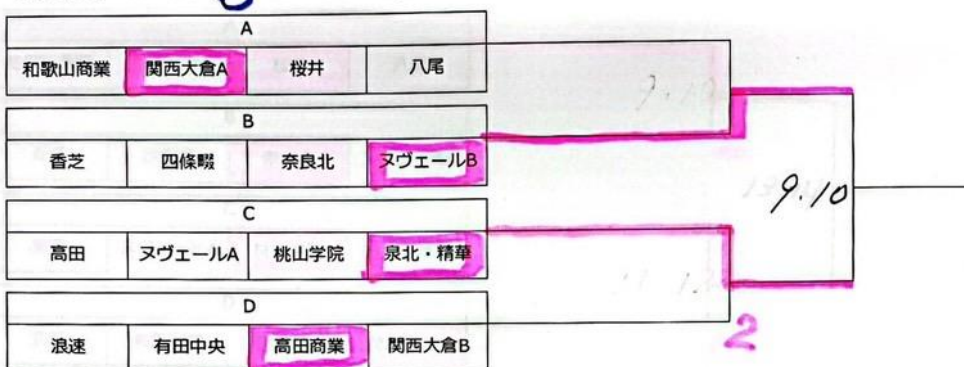 A
和歌山商業 関西大倉A 桜井 八尾
B
香芝 四條畷 奈良北 ヌヴェールB
C
高田 ヌヴェールA 桃山学院 泉北・精華
D
浪速 有田中央 高田商業 関西大倉B
9.10
2